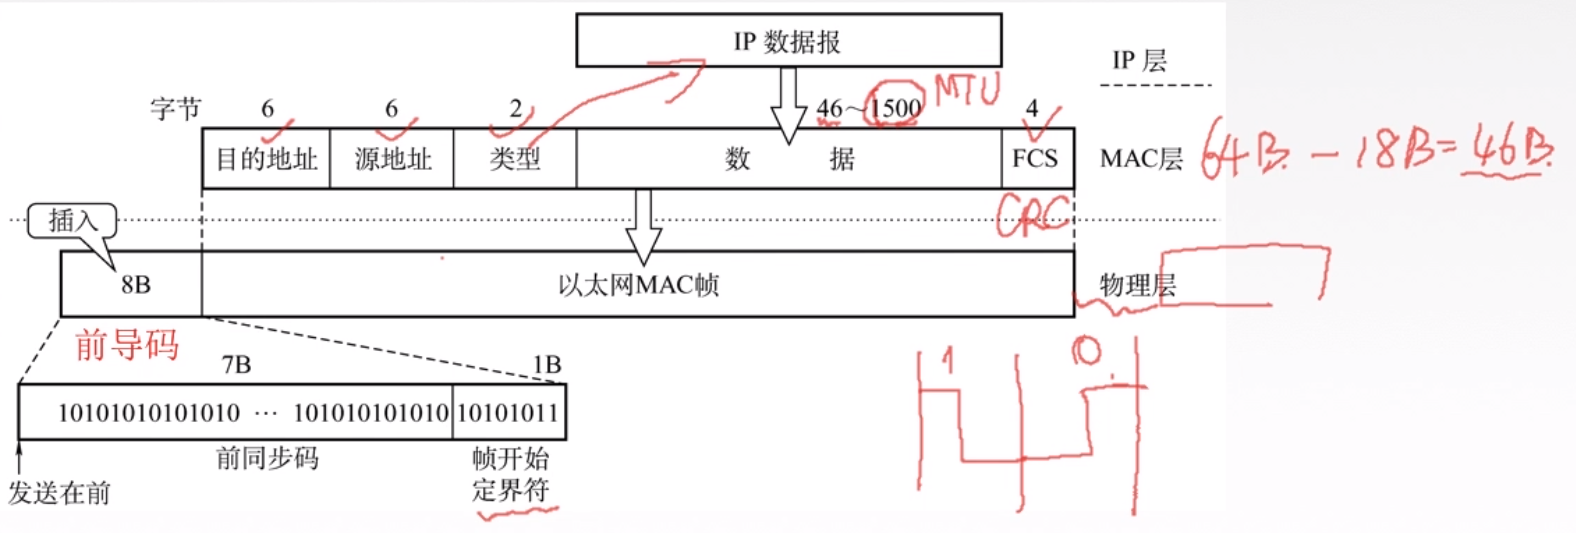 IP 数据报
IP 层
字节 6 6 2 46～1500 MTU 4
目的地址 源地址 类型 数 据 FCS MAC层 64B - 18B = 46B
CRC
插入
8B 以太网MAC帧 物理层
前导码
7B 1B
1 0
10101010101010 … 101010101010 10101011
前同步码 帧开始
定界符
发送在前